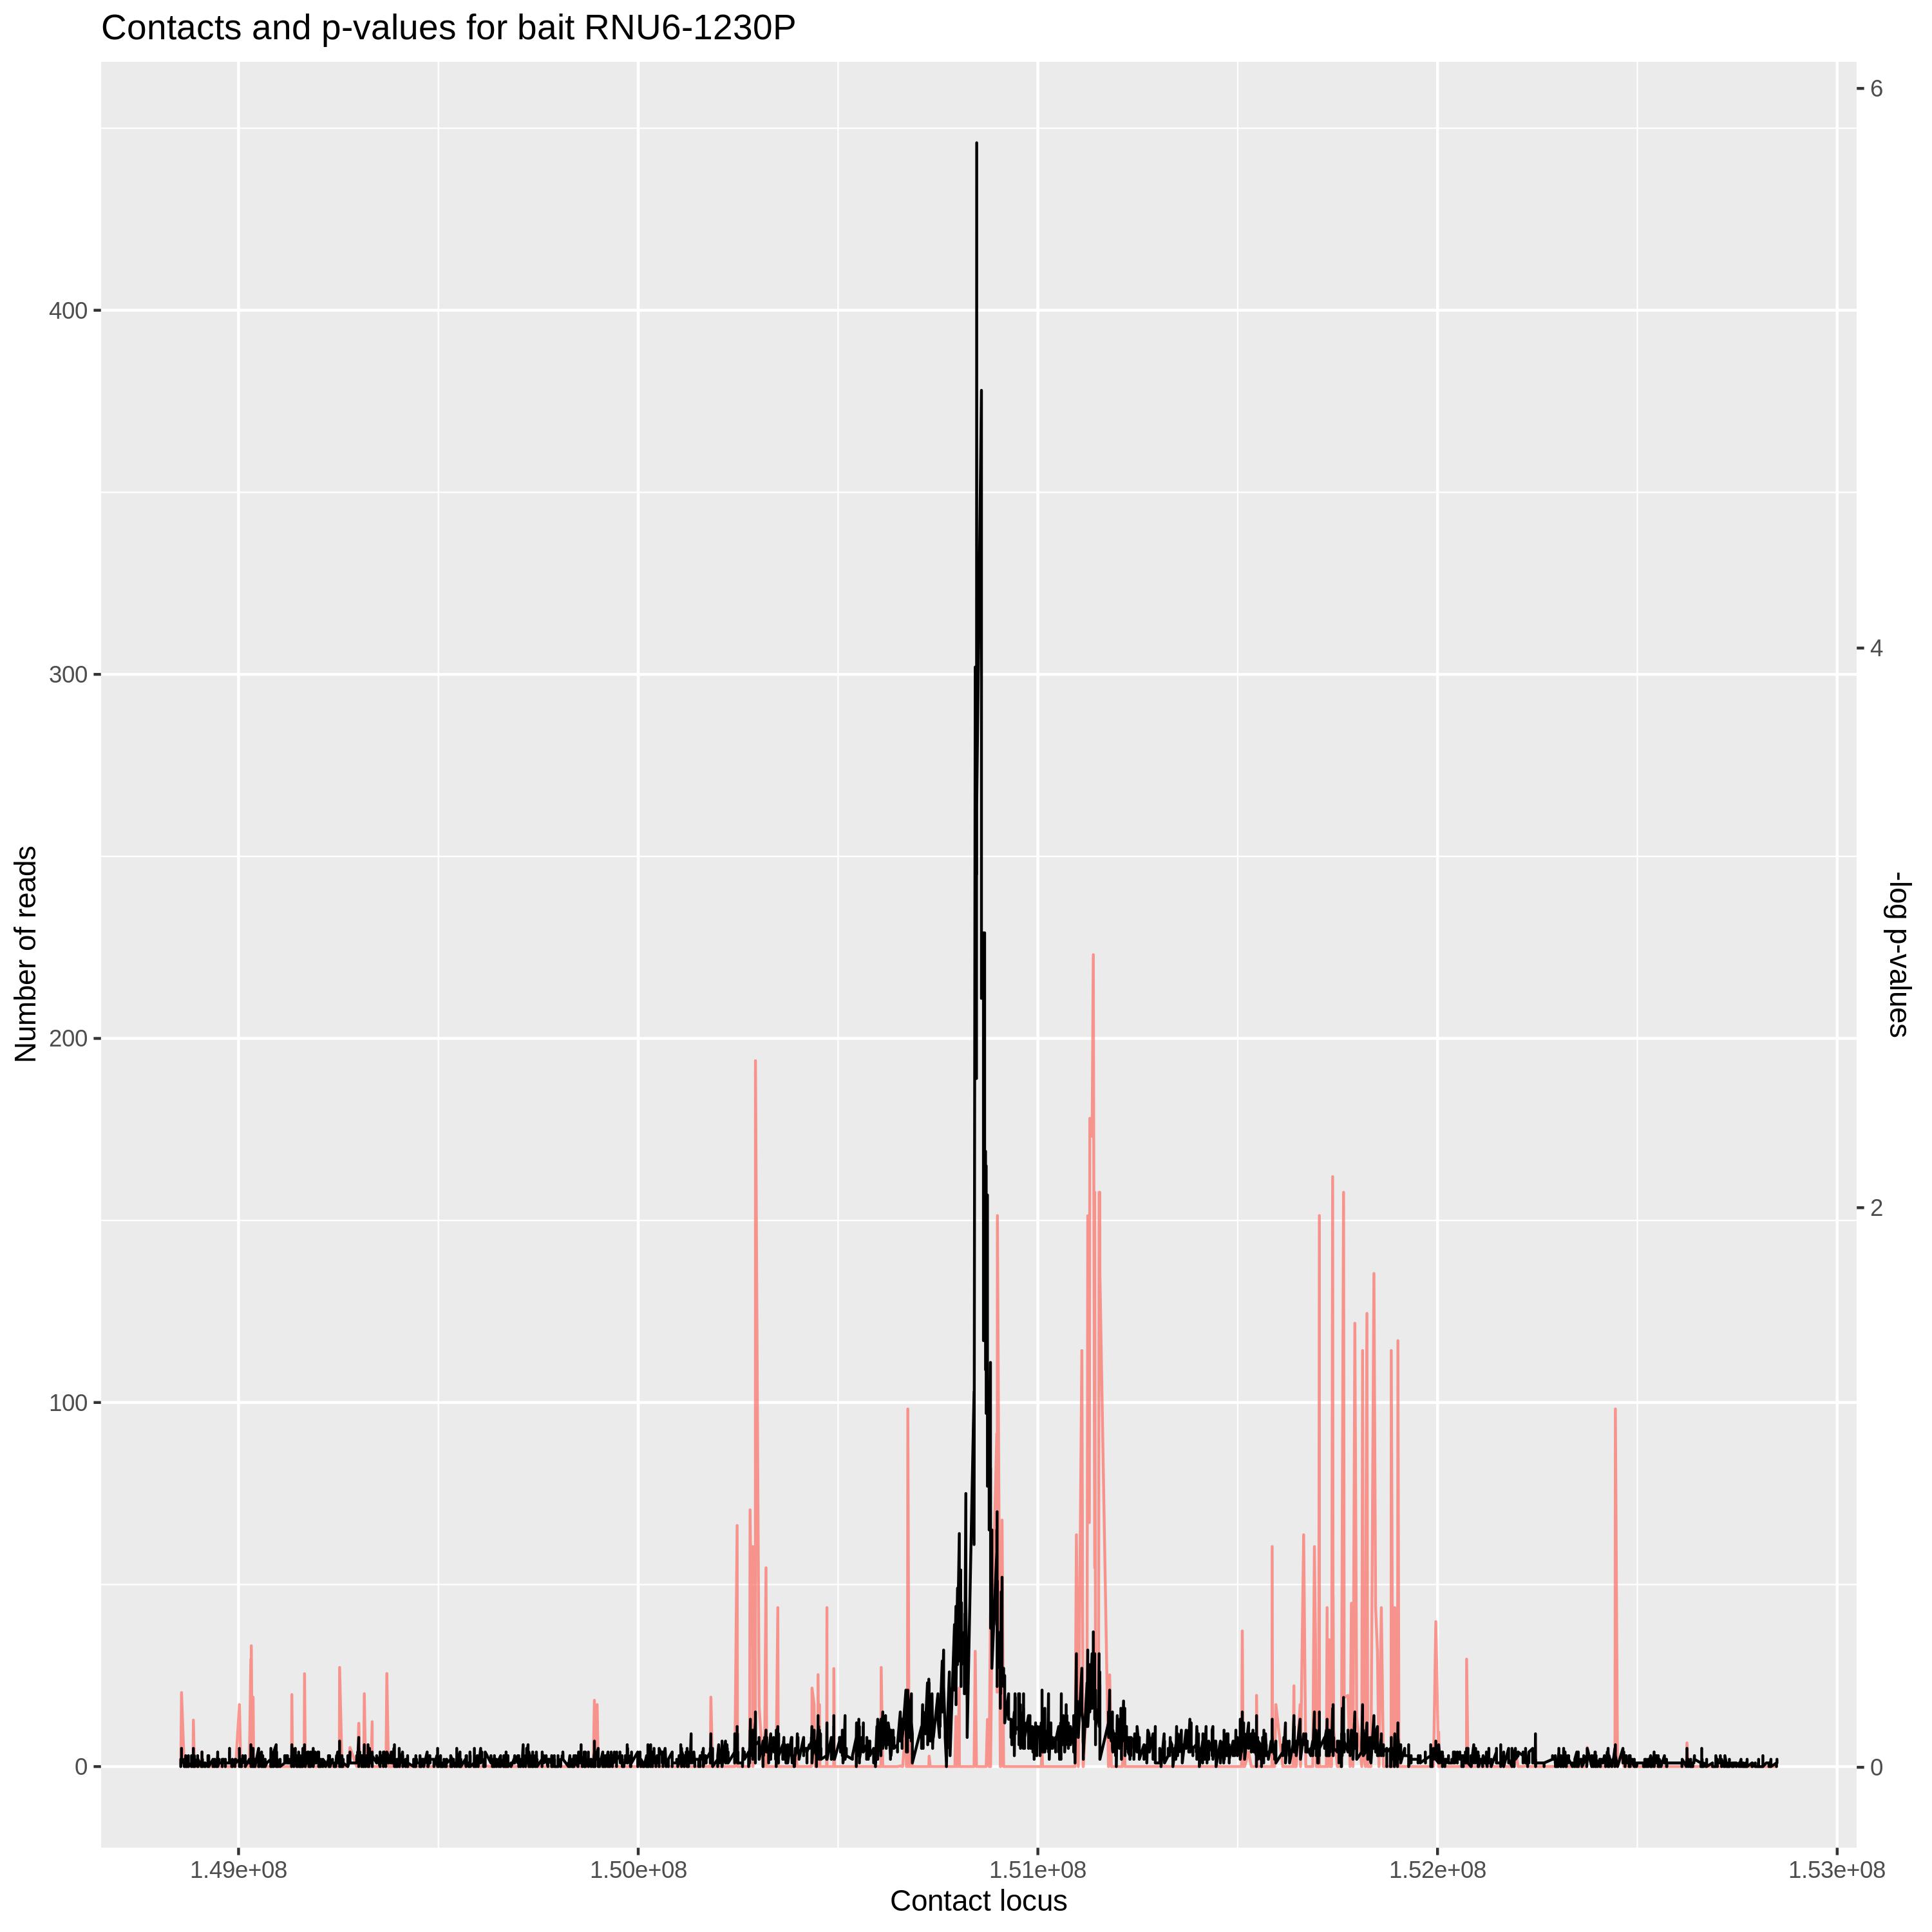 Contacts and p-values for bait RNU6-1230P
Number of reads
400
300
200
100
0
6
4
2
0
-log p-values
1.49e+08
1.50e+08
1.51e+08
1.52e+08
1.53e+08
Contact locus